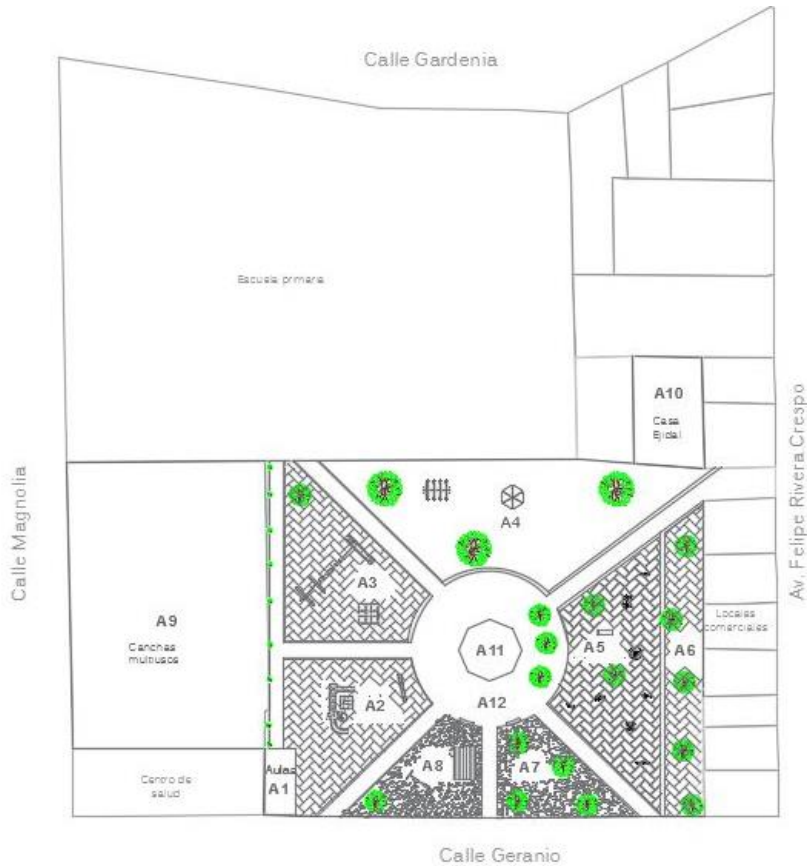 Calle Gardenia
Escuela primaria
A10
Casa
Ejidal
Av. Felipe Rivera Crespo
Calle Magnolia
A4
A3
A9
Canchas
multiusos
A11
A5
A6
Locales
comerciales
A2
A12
A8
A7
Aulas
A1
Centro de
salud
Calle Geranio